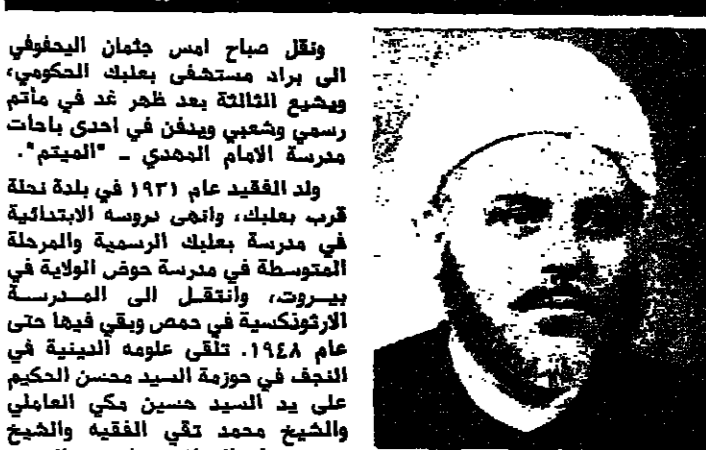 ونقل صباح امس جثمان اليحفوفي
الى براد مستشفى بعلبك الحكومي،
ويشيع الثالثة بعد ظهر غد في مأتم
رسمي وشعبي ويدفن في احدى باحات
مدرسة الامام المهدي - "الميتم".
ولد الفقيد عام ١٩٣١ في بلدة نحلة
قرب بعلبك، وانهى دروسه الابتدائية
في مدرسة بعلبك الرسمية والمرحلة
المتوسطة في مدرسة حوض الولاية في
بيروت، وانتقل الى المدرسة
الارثوذكسية في حمص وبقي فيها حتى
عام ١٩٤٨. تلقى علومه الدينية في
النجف في حوزمة السيد محسن الحكيم
على يد السيد حسين مكي العاملي
والشيخ محمد تقي الفقيه والشيخ